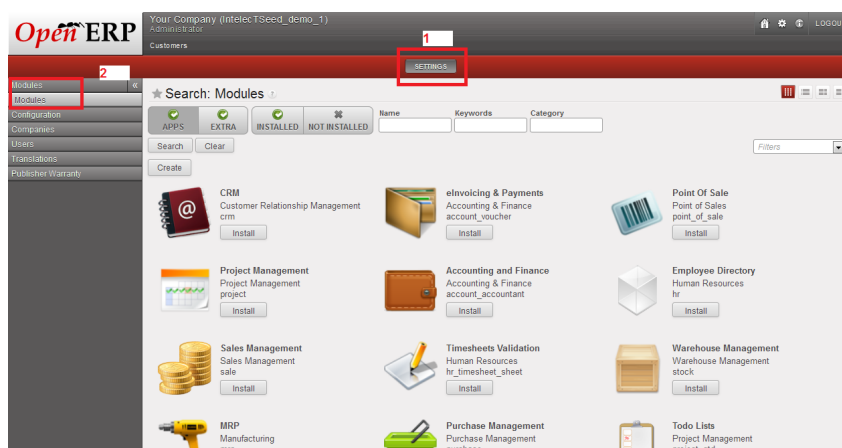 Open ERP
Your Company (IntelecTSeed_demo_1)
Administrator
Customers
LOGOU
1
SETTINGS
2
Modules «
Modules
Configuration
Companies
Users
Translations
Publisher Warranty
Search: Modules
APPS
EXTRA
INSTALLED
NOT INSTALLED
Name
Keywords
Category
Search
Clear
Filters
Create
CRM
Customer Relationship Management
crm
Install
eInvoicing & Payments
Accounting & Finance
account_voucher
Install
Point Of Sale
Point of Sales
point_of_sale
Install
Project Management
Project Management
project
Install
Accounting and Finance
Accounting & Finance
account_accountant
Install
Employee Directory
Human Resources
hr
Install
Sales Management
Sales Management
sale
Install
Timesheets Validation
Human Resources
hr_timesheet_sheet
Install
Warehouse Management
Warehouse Management
stock
Install
MRP
Manufacturing
Purchase Management
Purchase Management
Todo Lists
Project Management